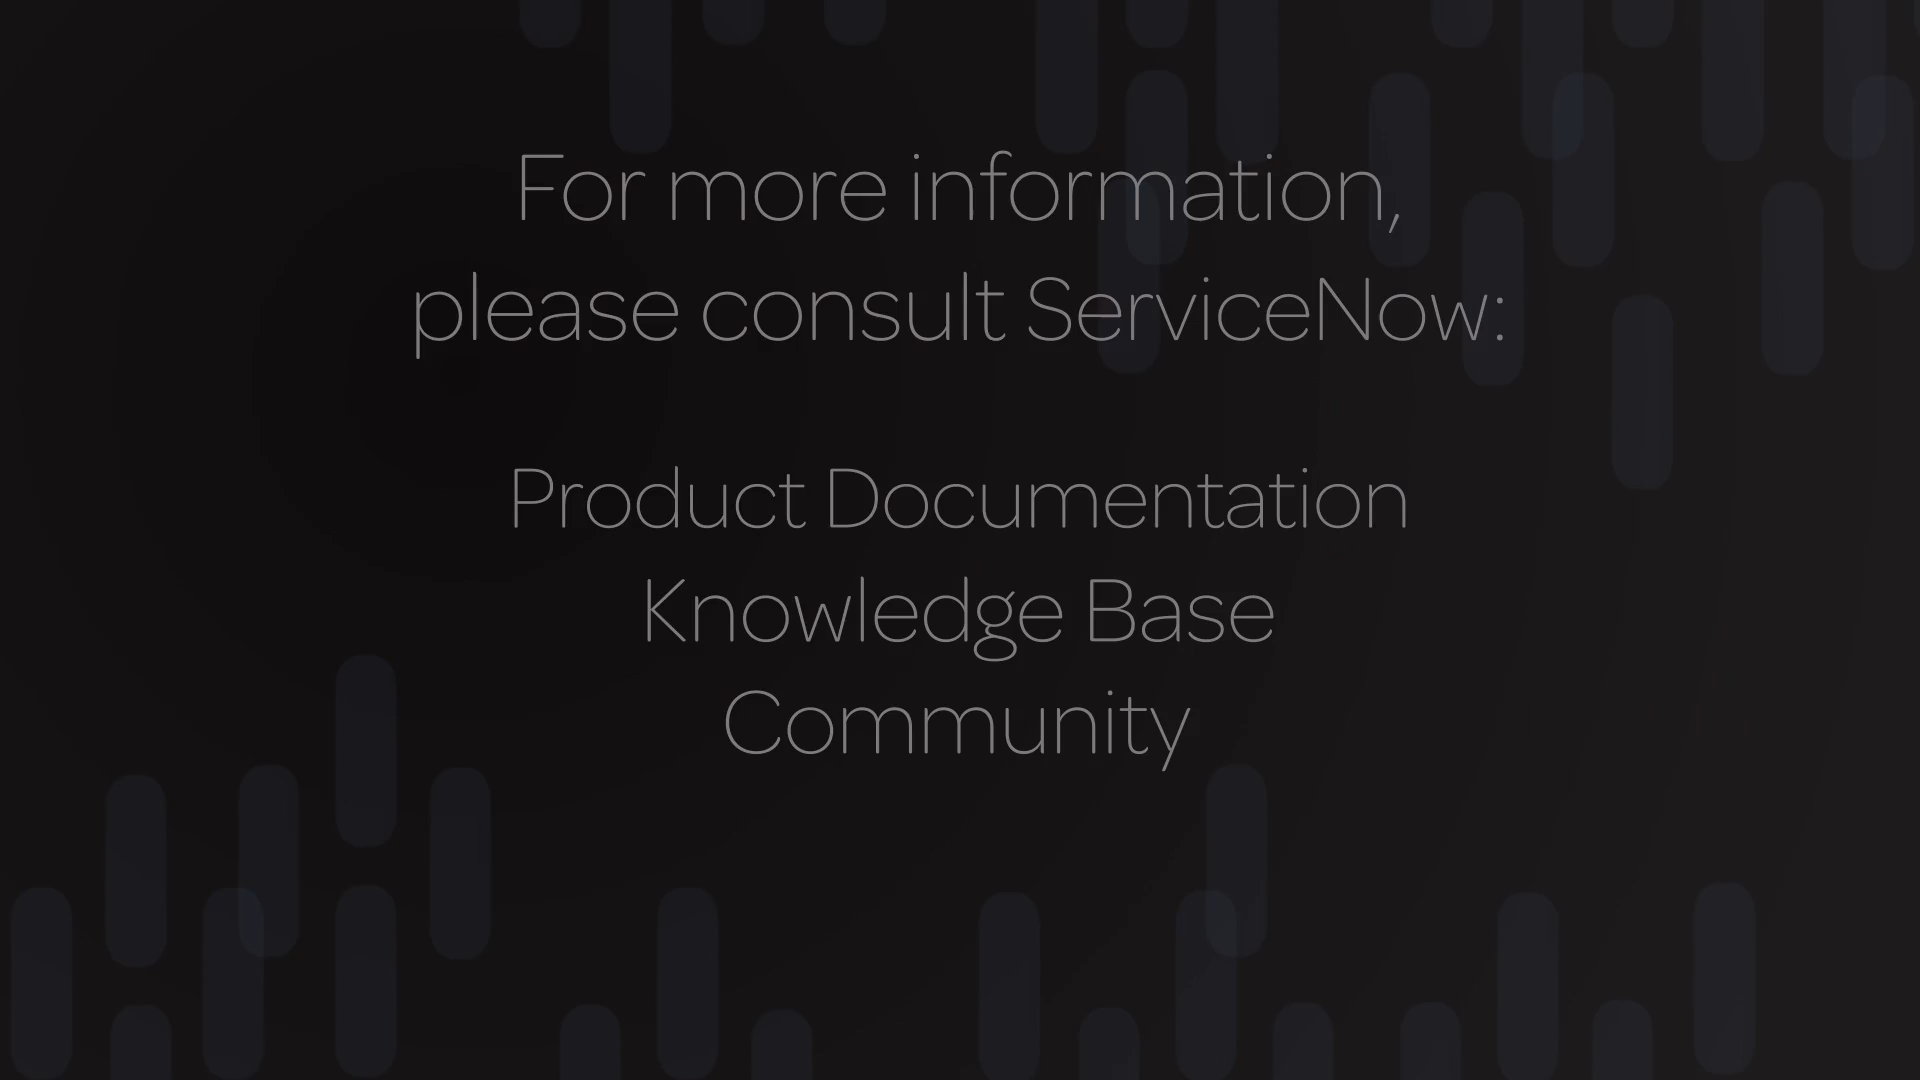 For more information,
please consult ServiceNow:
Product Documentation
Knowledge Base
Community